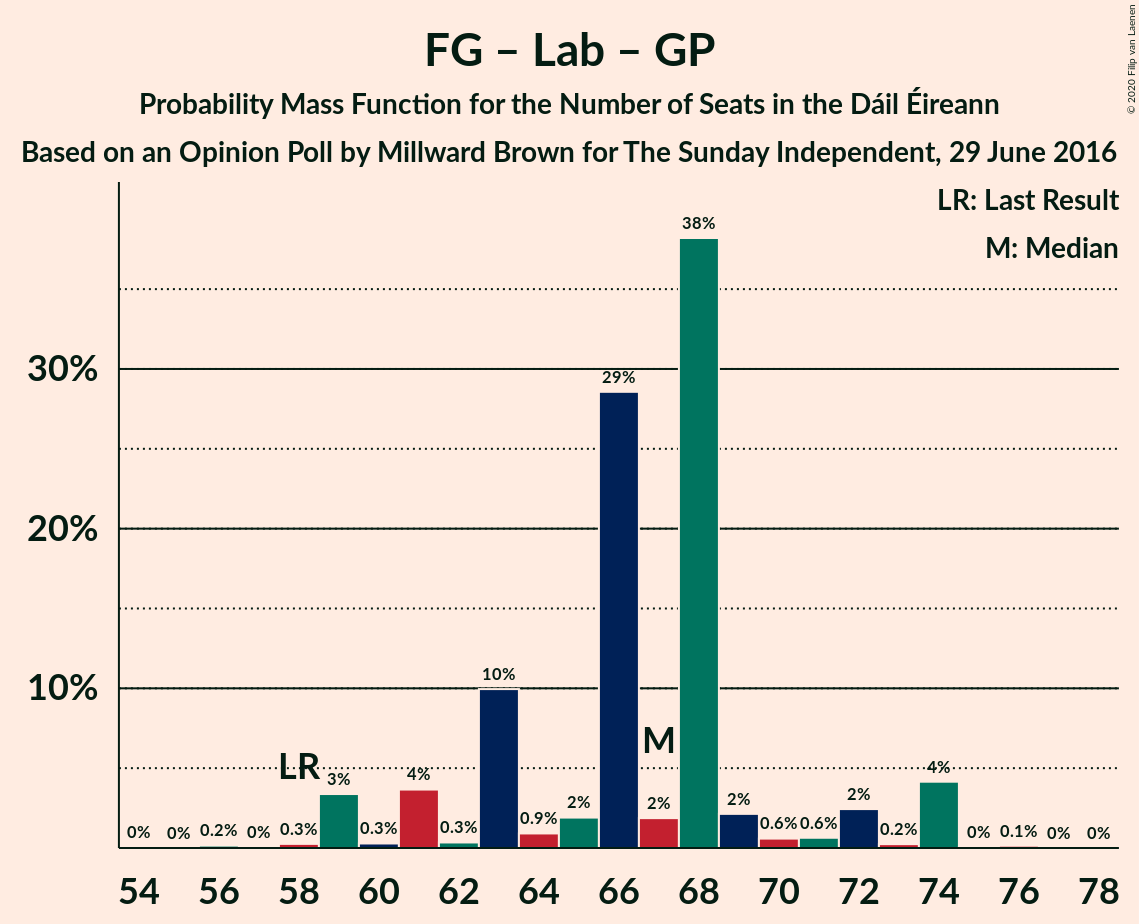 FG – Lab – GP
Probability Mass Function for the Number of Seats in the Dáil Éireann
Based on an Opinion Poll by Millward Brown for The Sunday Independent, 29 June 2016
© 2020 Filip van Laenen
LR: Last Result
M: Median
30%
20%
10%
0% 0% 0.2% 0% 0.3% 3% 0.3% 4% 0.3% 10% 0.9% 2% 29% 2% 38% 2% 0.6% 0.6% 2% 0.2% 4% 0% 0.1% 0% 0%
LR
M
54 56 58 60 62 64 66 68 70 72 74 76 78